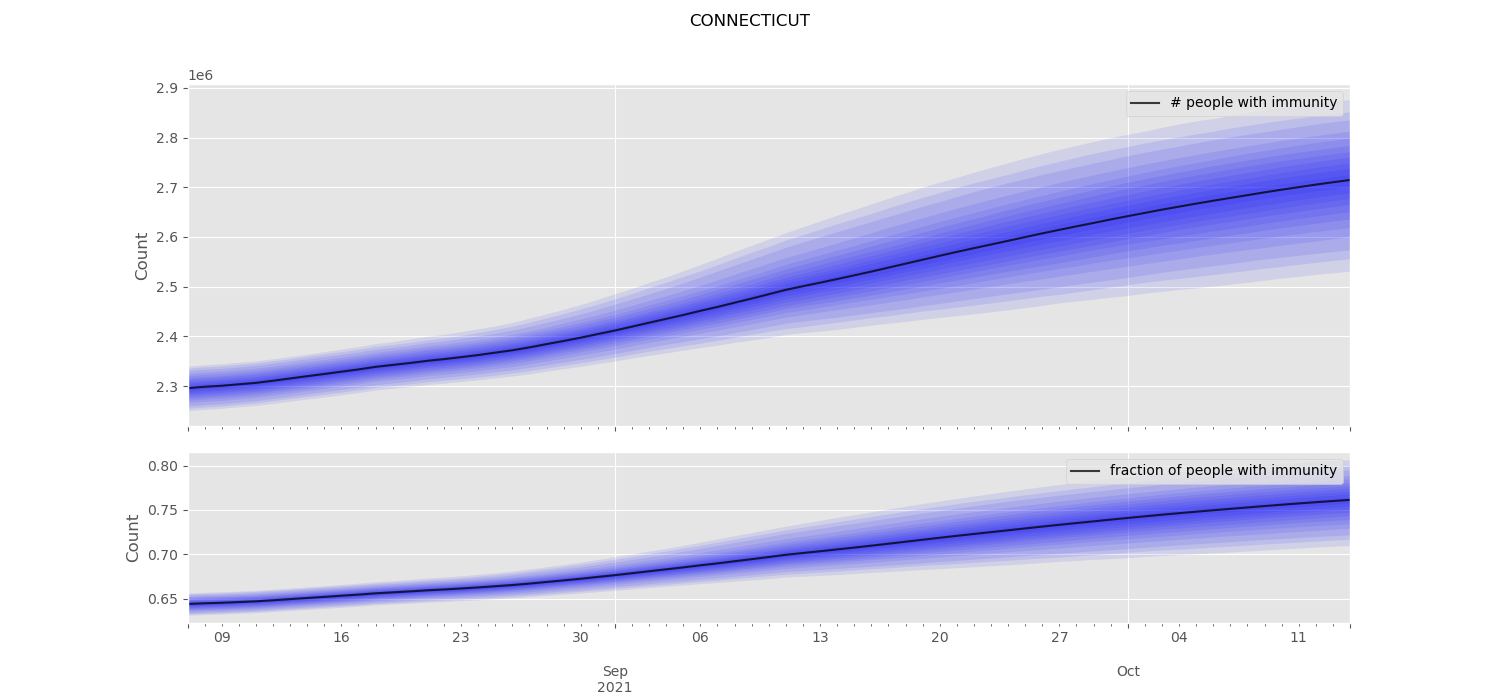 CONNECTICUT
1e6
2.9
2.8
2.7
2.6
2.5
2.4
2.3
Count
# people with immunity
0.80
0.75
0.70
0.65
Count
fraction of people with immunity
09 16 23 30 06 13 20 27 04 11
Sep Oct
2021